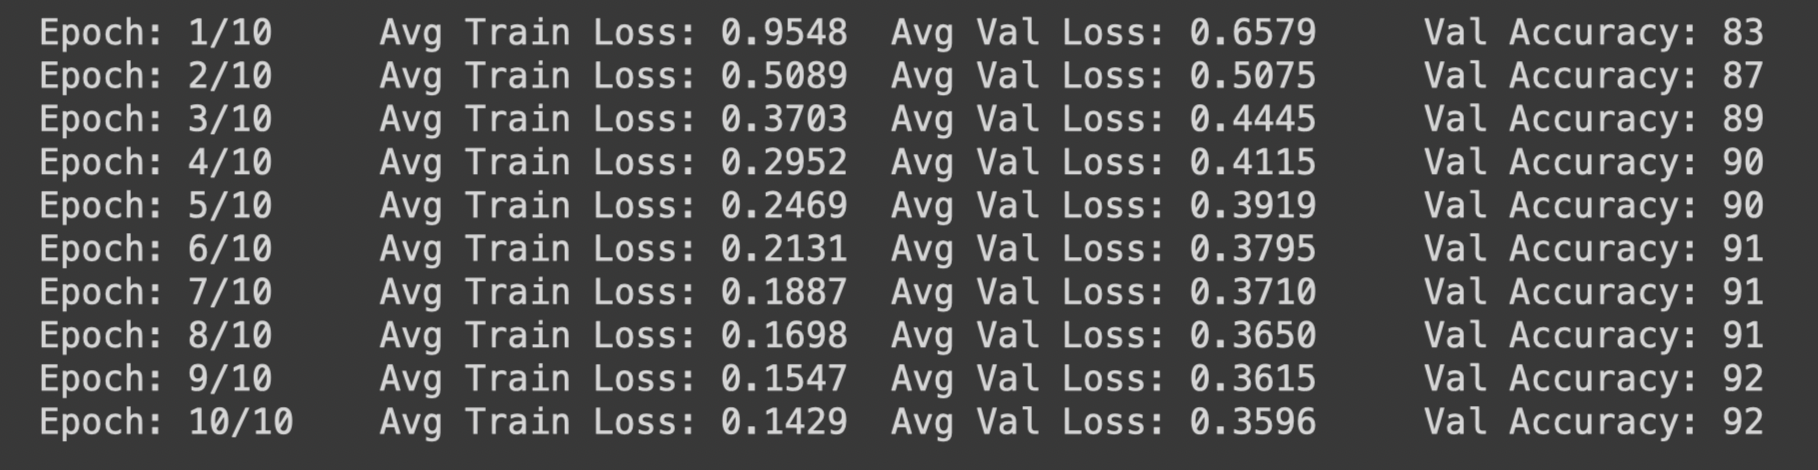 Epoch: 1/10 Avg Train Loss: 0.9548 Avg Val Loss: 0.6579 Val Accuracy: 83
Epoch: 2/10 Avg Train Loss: 0.5089 Avg Val Loss: 0.5075 Val Accuracy: 87
Epoch: 3/10 Avg Train Loss: 0.3703 Avg Val Loss: 0.4445 Val Accuracy: 89
Epoch: 4/10 Avg Train Loss: 0.2952 Avg Val Loss: 0.4115 Val Accuracy: 90
Epoch: 5/10 Avg Train Loss: 0.2469 Avg Val Loss: 0.3919 Val Accuracy: 90
Epoch: 6/10 Avg Train Loss: 0.2131 Avg Val Loss: 0.3795 Val Accuracy: 91
Epoch: 7/10 Avg Train Loss: 0.1887 Avg Val Loss: 0.3710 Val Accuracy: 91
Epoch: 8/10 Avg Train Loss: 0.1698 Avg Val Loss: 0.3650 Val Accuracy: 91
Epoch: 9/10 Avg Train Loss: 0.1547 Avg Val Loss: 0.3615 Val Accuracy: 92
Epoch: 10/10 Avg Train Loss: 0.1429 Avg Val Loss: 0.3596 Val Accuracy: 92